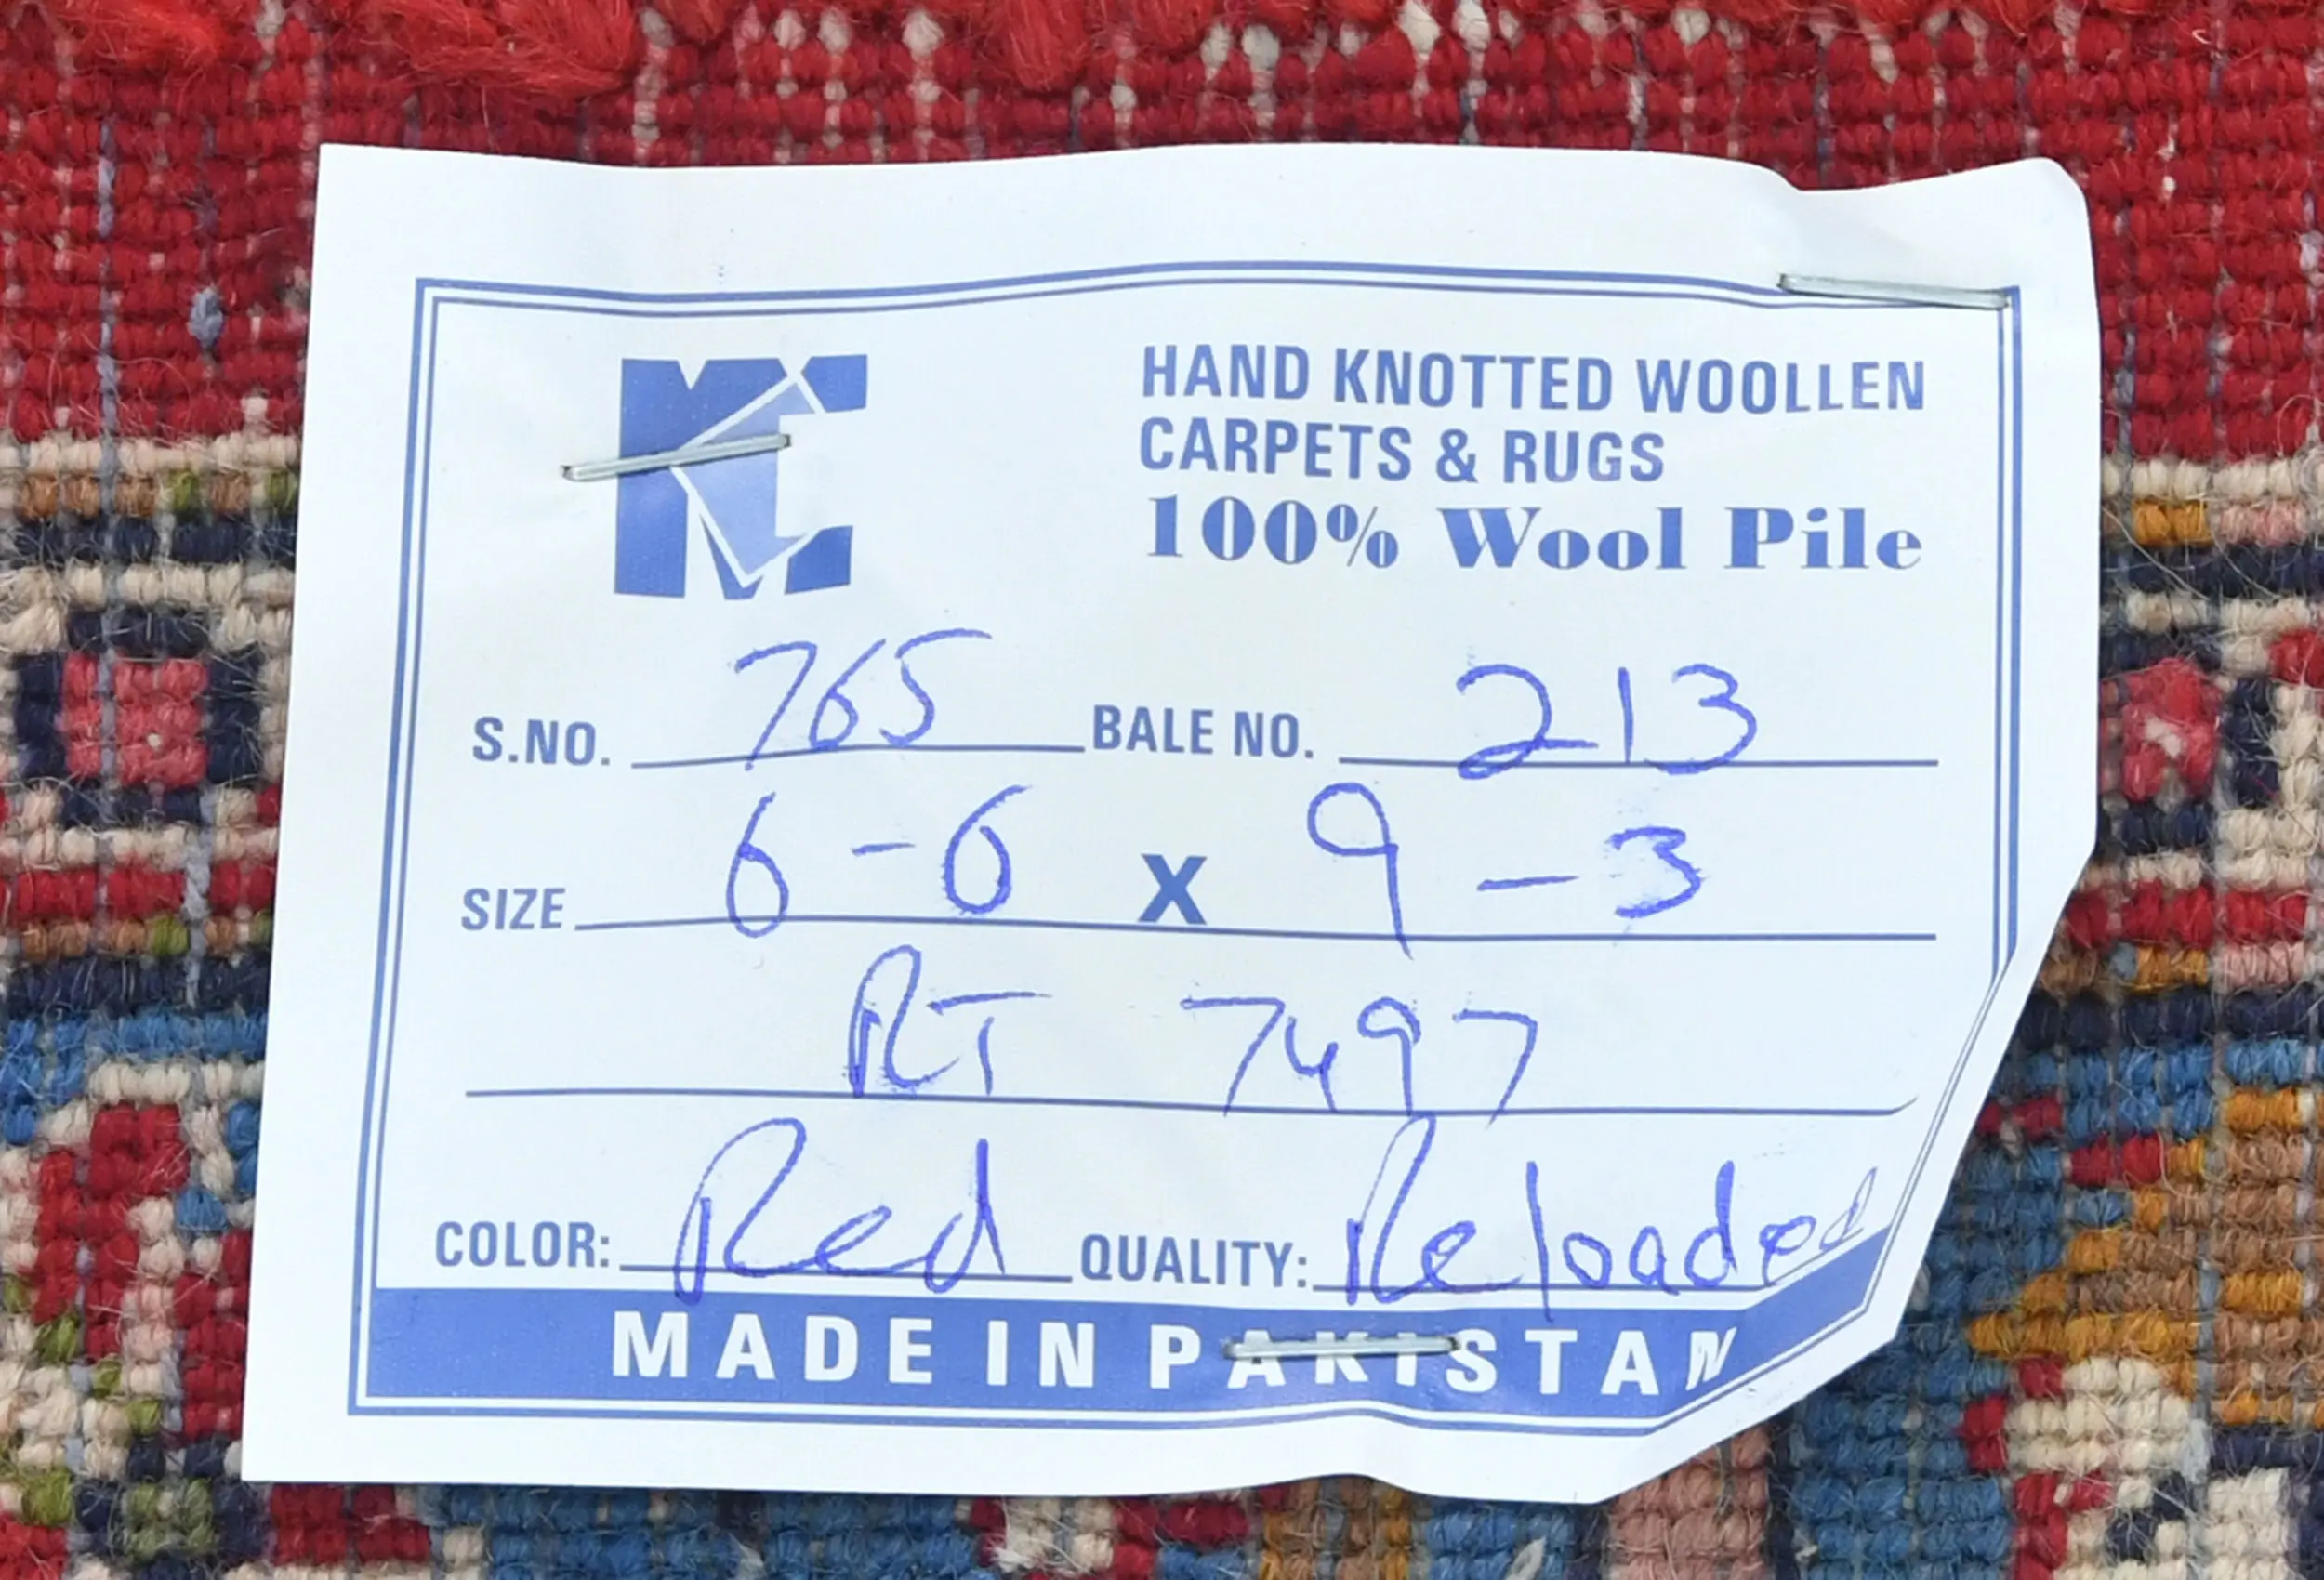 MC
HAND KNOTTED WOOLLEN
CARPETS & RUGS
100% Wool Pile
S.NO. 765 BALE NO. 213
SIZE 6-6 X 9-3
RT 7497
COLOR: Red QUALITY: Reloaded
MADE IN PAKISTAN